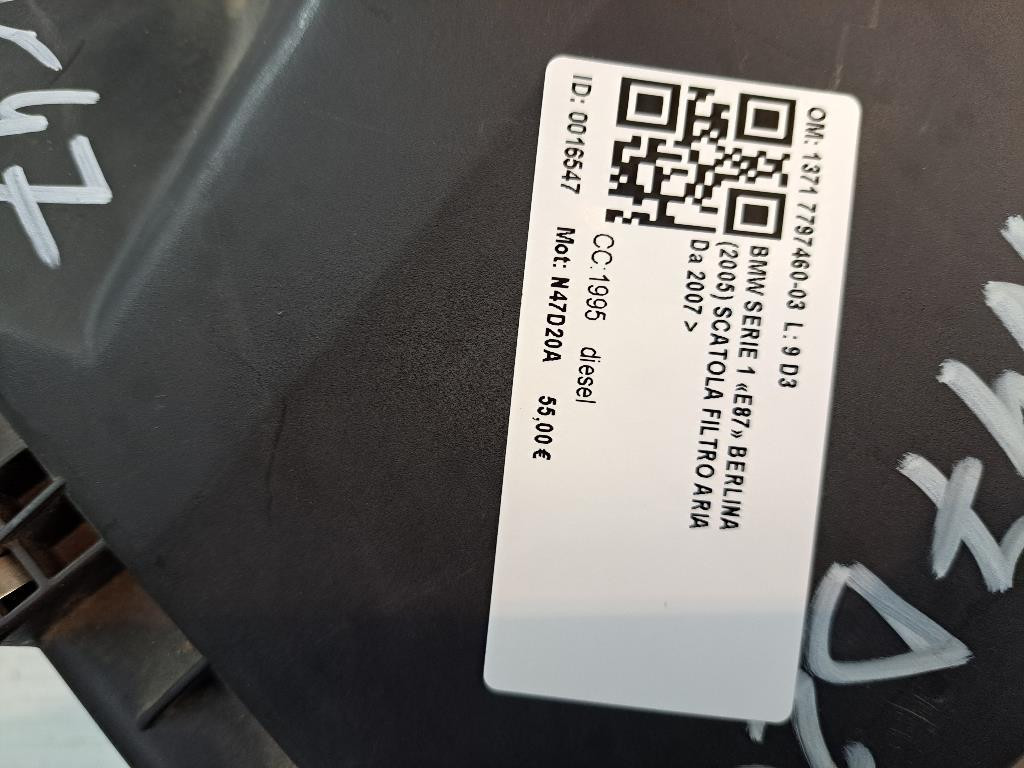 OM: 1371 7797460-03 L: 9 D3
BMW SERIE 1 «E87» BERLINA
(2005) SCATOLA FILTRO ARIA
Da 2007 >
CC:1995 diesel
ID: 0016547 Mot: N47D20A 55,00 €